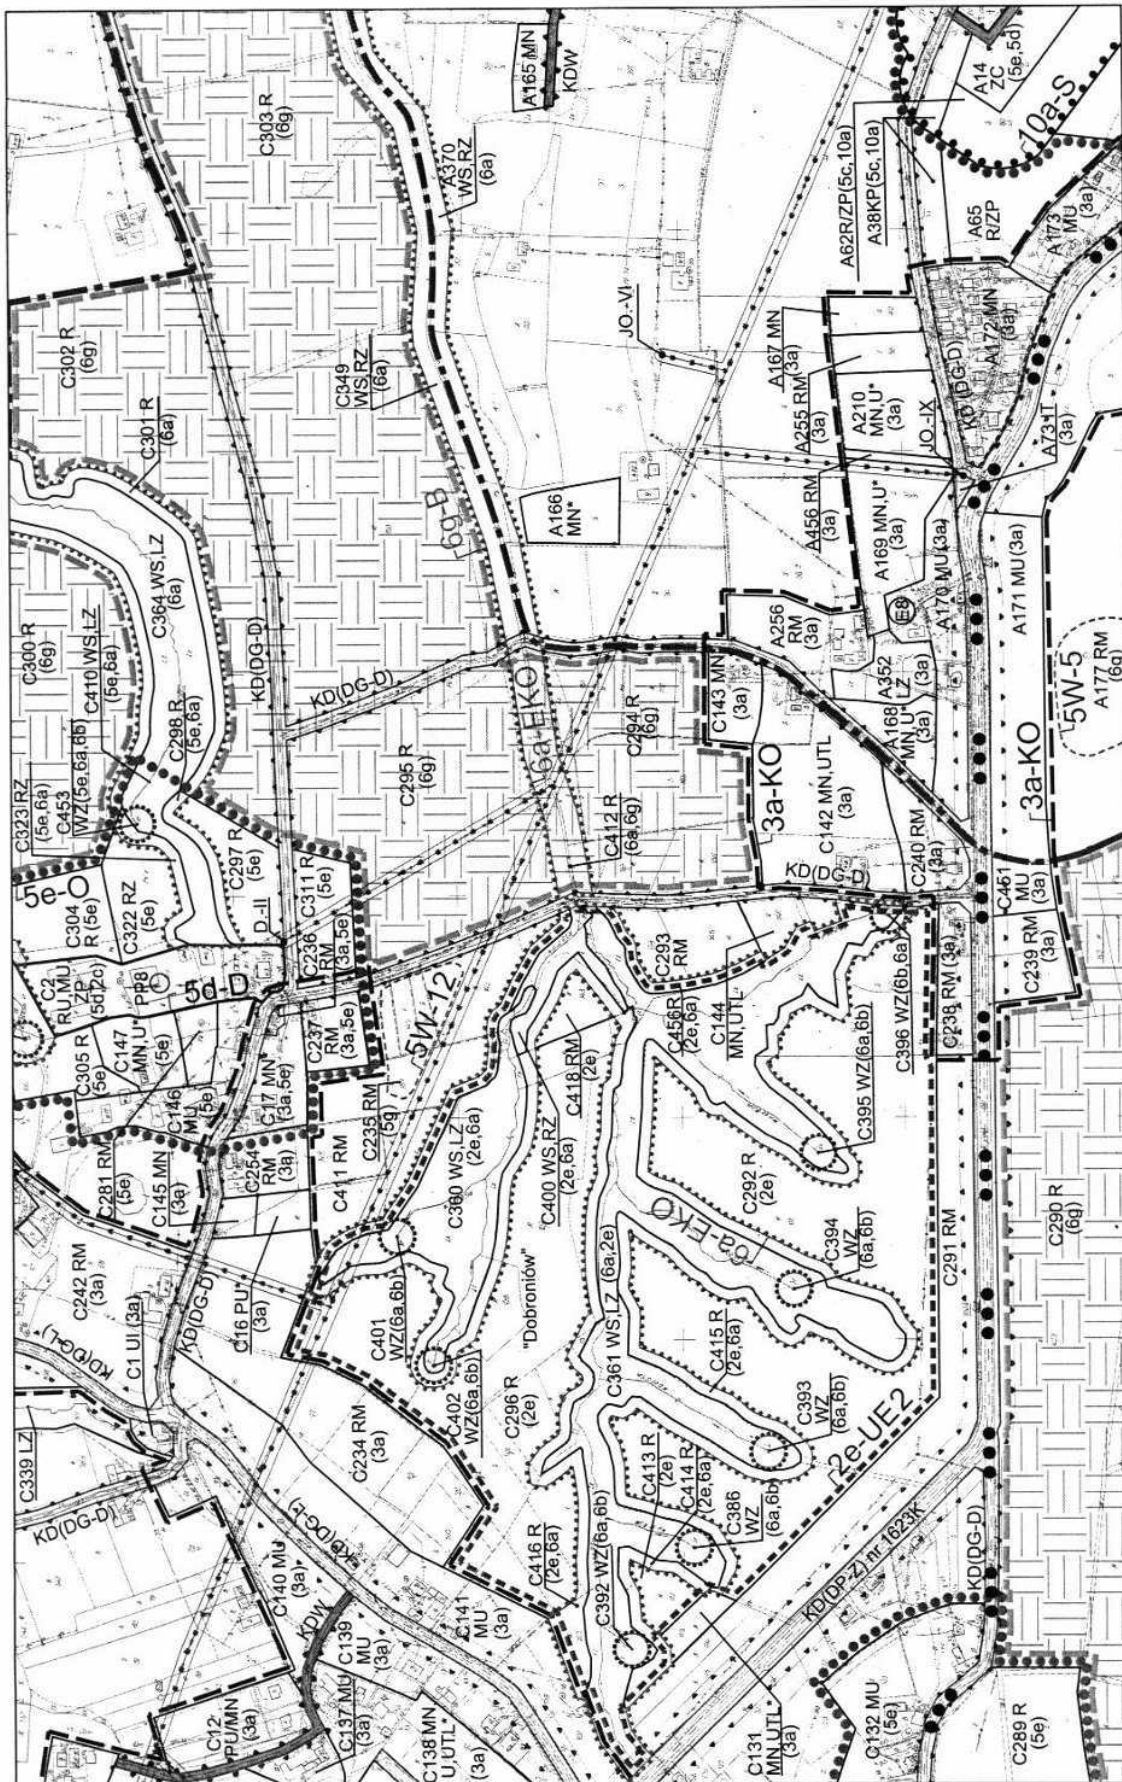 C303 R
(6g)
A165 MN
KDW
A14
ZC
(5e,5d)
10a-S
C302 R
(6g)
A370
WS,RZ
(6a)
A62R/ZP(5c,10a)
A38KP(5c,10a)
A65
R/ZP
A173
MU
(3a)
C301 R
(6a)
C349
WS,RZ
(6a)
JO.-VI
A167 MN
(3a)
A255 RM
(3a)
A210
MN,U*
(3a)
JO.-IX
KD (DG-D)
A172 MN
(3a)
C300 R
(6g)
C364 WS,LZ
(6a)
C410 WS,LZ
(5e,6a)
6g-B
A166
MN*
A456 RM
(3a)
A169 MN,U*
(3a)
A73 IT
(3a)
C323 RZ
(5e,6a)
C453
WZ(5e,6a,6b)
C298 R
(5e,6a)
KD(DG-D)
KD(DG-D)
A256
RM
(3a)
E8
A170 MU(3a)
A171 MU(3a)
5e-O
C304
R (5e)
C322 RZ
(5e)
C297 R
(5e)
D.-II
C311 R
(5e)
C295 R
(6g)
6a-EKO
C294 R
(6g)
C412 R
(6a,6g)
C143 MN
(3a)
A352
LZ
(3a)
A168
MN,U*
(3a)
5W-5
A177 RM
(6g)
3a-KO
C142 MN,UTL
(3a)
C240 RM
(3a)
3a-KO
KD(DG-D)
C461
MU
(3a)
C2
RU,MU
ZP
(5d,2c)
PP8
5d-D
C236
RM
(3a,5e)
C293
RM
C239 RM
(3a)
C305 R
(5e)
C147
MN,U*
(5e)
C237
RM
(3a,5e)
5W-12
C456R
(2e,6a)
C144
MN,UTL*
C396 WZ(6b,6a)
C238 RM (3a)
C146
MU
(5e)
C17 MN*
(3a,5e)
C235 RM
(5g)
C418 RM
(2e)
C395 WZ(6a,6b)
C281 RM
(5e)
C145 MN
(3a)
C254
RM
(3a)
C411 RM
C360 WS,LZ
(2e,6a)
C400 WS,RZ
(2e,6a)
C292 R
(2e)
C290 R
(6g)
C242 RM
(3a)
C16 PU*
(3a)
C401
WZ(6a,6b)
"Dobroniów"
6a-EKO
C394
WZ
(6a,6b)
C291 RM
KD(DG-L)
C1 UI (3a)
KD(DG-D)
C402
WZ(6a,6b)
C296 R
(2e)
C361 WS,LZ (6a,2e)
C415 R
(2e,6a)
C393
WZ
(6a,6b)
C339 LZ
C234 RM
(3a)
C413 R
(2e)
C414 R
(2e,6a)
C386
WZ
(6a,6b)
2e-UE2
KD(DG-D)
KD(DG-L)
C416 R
(2e,6a)
C392 WZ(6a,6b)
KD(DP-Z) nr 1623K
KD(DG-D)
C140 MU
(3a)
KDW
C139
MU
(3a)
C141
MU
(3a)
C12
PU/MN
(3a)
C137 MU
(3a)
C138MN
U,UTL*
(3a)
C131
MN,UTL*
(3a)
C132 MU
(5e)
C289 R
(5e)